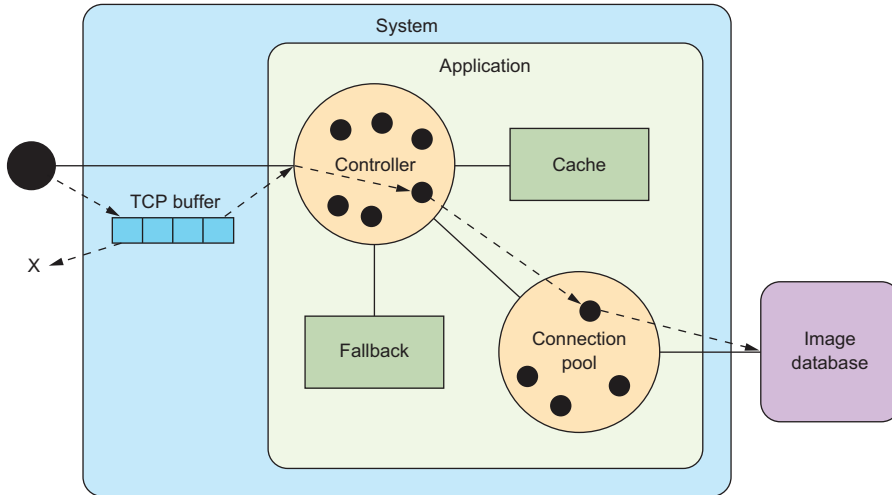 System
Application
Controller
Cache
TCP buffer
X
Fallback
Connection
pool
Image
database